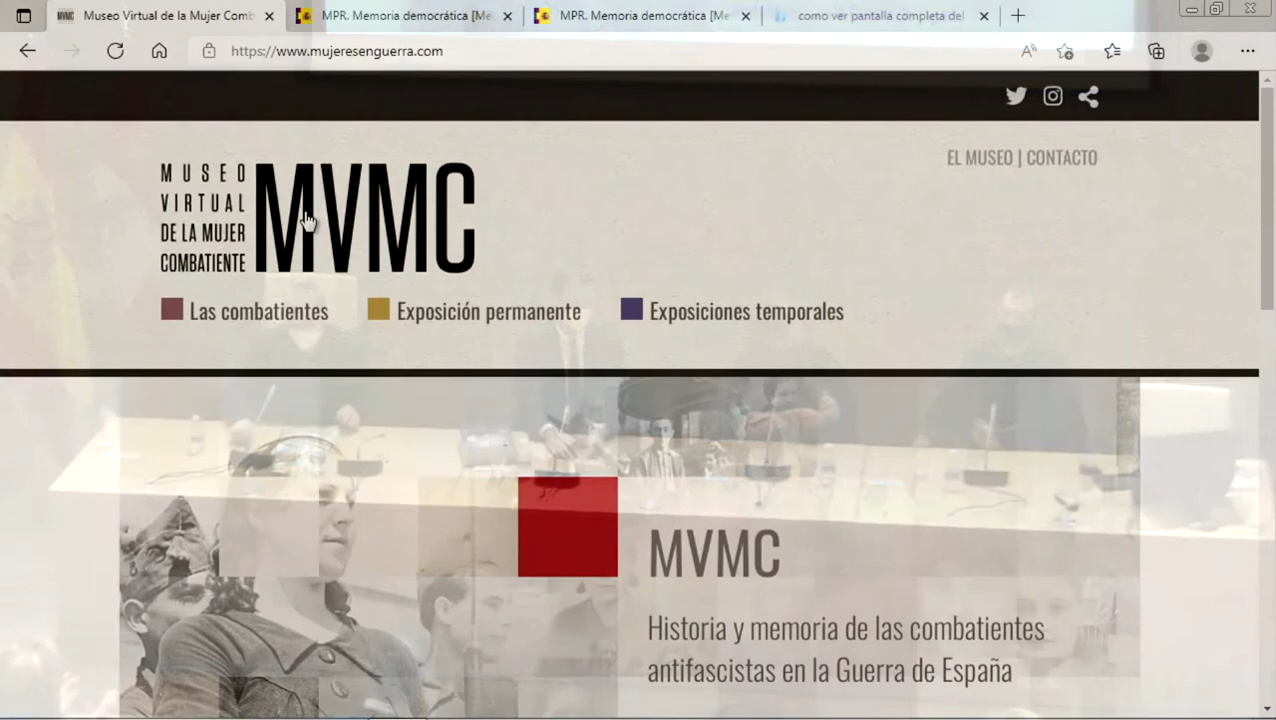 Museo Virtual de la Mujer Comb
MPR. Memoria democrática [Me
MPR. Memoria democrática [Me
como ver pantalla completa del
https://www.mujeresenguerra.com
EL MUSEO | CONTACTO
MUSEO
VIRTUAL
DE LA MUJER
COMBATIENTE
MVMC
Las combatientes
Exposición permanente
Exposiciones temporales
MVMC
Historia y memoria de las combatientes
antifascistas en la Guerra de España